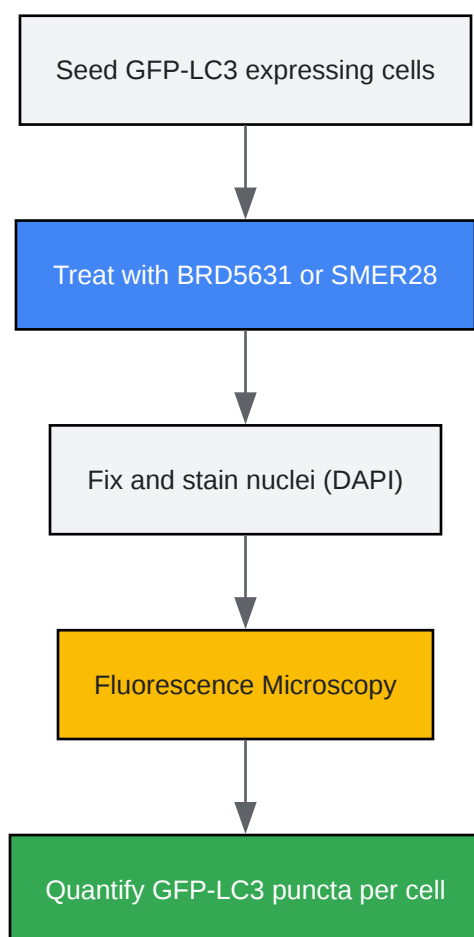 Seed GFP-LC3 expressing cells
Treat with BRD5631 or SMER28
Fix and stain nuclei (DAPI)
Fluorescence Microscopy
Quantify GFP-LC3 puncta per cell